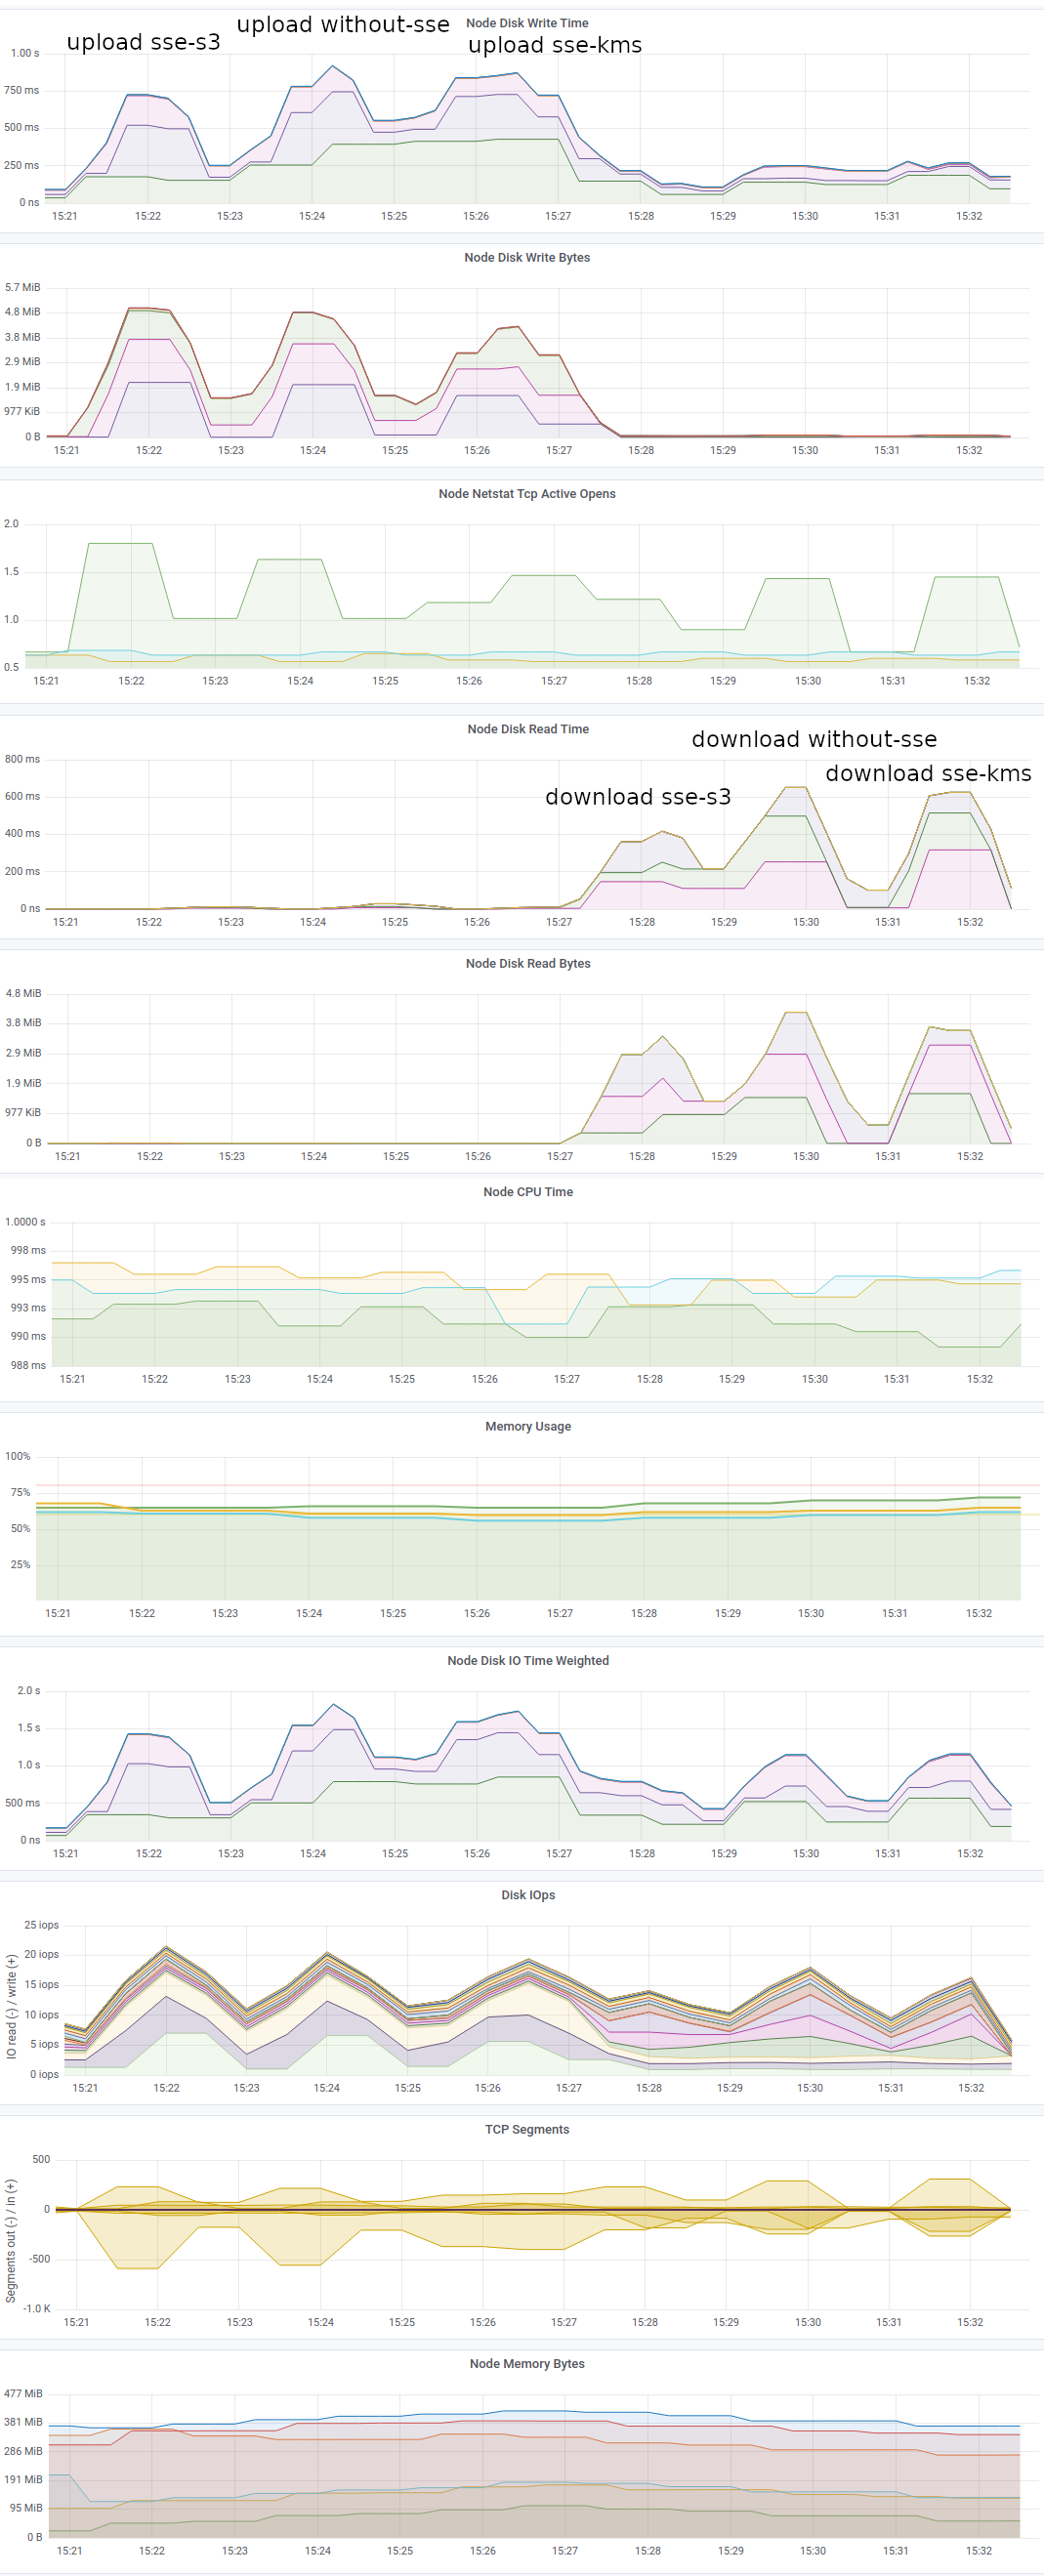 upload sse-s3
upload without-sse
Node Disk Write Time
upload sse-kms
1.00 s
750 ms
500 ms
250 ms
0 ns
15:21 15:22 15:23 15:24 15:25 15:26 15:27 15:28 15:29 15:30 15:31 15:32
Node Disk Write Bytes
5.7 MiB
4.8 MiB
3.8 MiB
2.9 MiB
1.9 MiB
977 KiB
0 B
15:21 15:22 15:23 15:24 15:25 15:26 15:27 15:28 15:29 15:30 15:31 15:32
Node Netstat Tcp Active Opens
2.0
1.5
1.0
0.5
15:21 15:22 15:23 15:24 15:25 15:26 15:27 15:28 15:29 15:30 15:31 15:32
Node Disk Read Time
download without-sse
download sse-kms
download sse-s3
800 ms
600 ms
400 ms
200 ms
0 ns
15:21 15:22 15:23 15:24 15:25 15:26 15:27 15:28 15:29 15:30 15:31 15:32
Node Disk Read Bytes
4.8 MiB
3.8 MiB
2.9 MiB
1.9 MiB
977 KiB
0 B
15:21 15:22 15:23 15:24 15:25 15:26 15:27 15:28 15:29 15:30 15:31 15:32
Node CPU Time
1.0000 s
998 ms
995 ms
993 ms
990 ms
988 ms
15:21 15:22 15:23 15:24 15:25 15:26 15:27 15:28 15:29 15:30 15:31 15:32
Memory Usage
100%
75%
50%
25%
15:21 15:22 15:23 15:24 15:25 15:26 15:27 15:28 15:29 15:30 15:31 15:32
Node Disk IO Time Weighted
2.0 s
1.5 s
1.0 s
500 ms
0 ns
15:21 15:22 15:23 15:24 15:25 15:26 15:27 15:28 15:29 15:30 15:31 15:32
Disk IOps
IO read (-) / write (+)
25 iops
20 iops
15 iops
10 iops
5 iops
0 iops
15:21 15:22 15:23 15:24 15:25 15:26 15:27 15:28 15:29 15:30 15:31 15:32
TCP Segments
Segments out (-) / in (+)
500
0
-500
-1.0 K
15:21 15:22 15:23 15:24 15:25 15:26 15:27 15:28 15:29 15:30 15:31 15:32
Node Memory Bytes
477 MiB
381 MiB
286 MiB
191 MiB
95 MiB
0 B
15:21 15:22 15:23 15:24 15:25 15:26 15:27 15:28 15:29 15:30 15:31 15:32